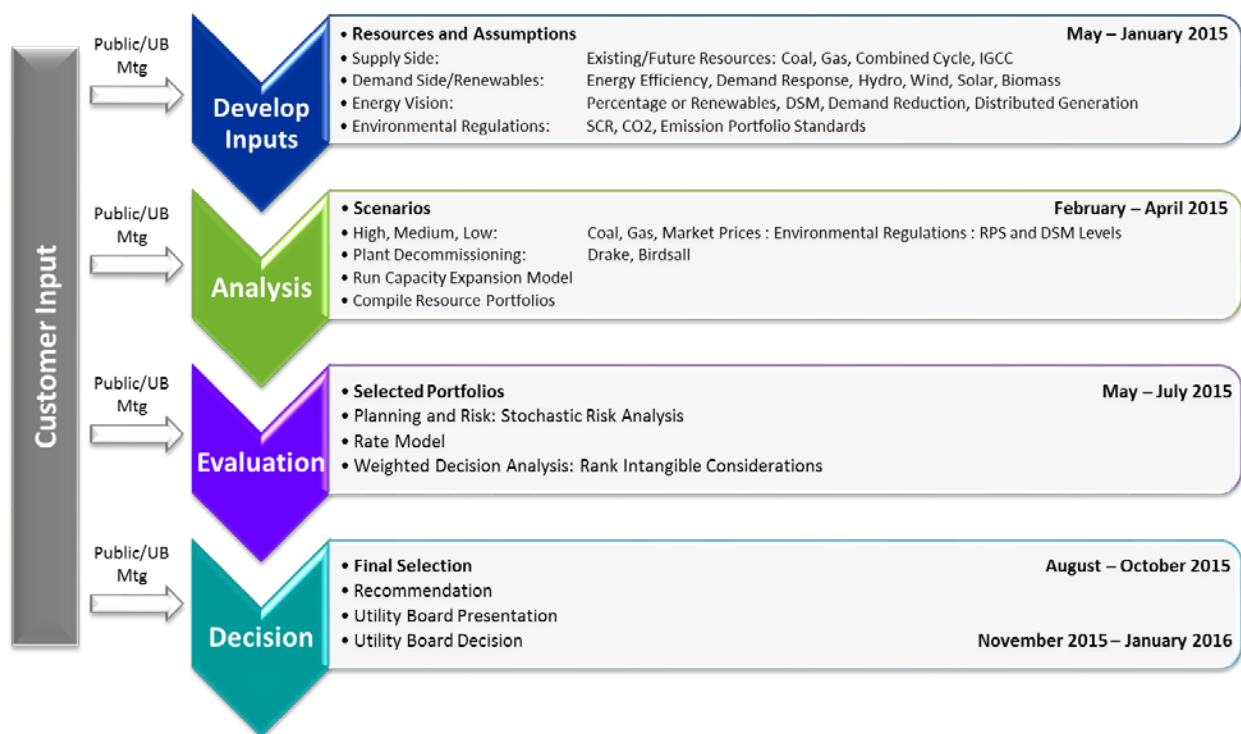 Customer Input
Public/UB
Mtg
Develop
Inputs
• Resources and Assumptions May – January 2015
• Supply Side: Existing/Future Resources: Coal, Gas, Combined Cycle, IGCC
• Demand Side/Renewables: Energy Efficiency, Demand Response, Hydro, Wind, Solar, Biomass
• Energy Vision: Percentage or Renewables, DSM, Demand Reduction, Distributed Generation
• Environmental Regulations: SCR, CO2, Emission Portfolio Standards
Public/UB
Mtg
Analysis
• Scenarios February – April 2015
• High, Medium, Low: Coal, Gas, Market Prices : Environmental Regulations : RPS and DSM Levels
• Plant Decommissioning: Drake, Birdsall
• Run Capacity Expansion Model
• Compile Resource Portfolios
Public/UB
Mtg
Evaluation
• Selected Portfolios May – July 2015
• Planning and Risk: Stochastic Risk Analysis
• Rate Model
• Weighted Decision Analysis: Rank Intangible Considerations
Public/UB
Mtg
Decision
• Final Selection August – October 2015
• Recommendation
• Utility Board Presentation
• Utility Board Decision November 2015 – January 2016